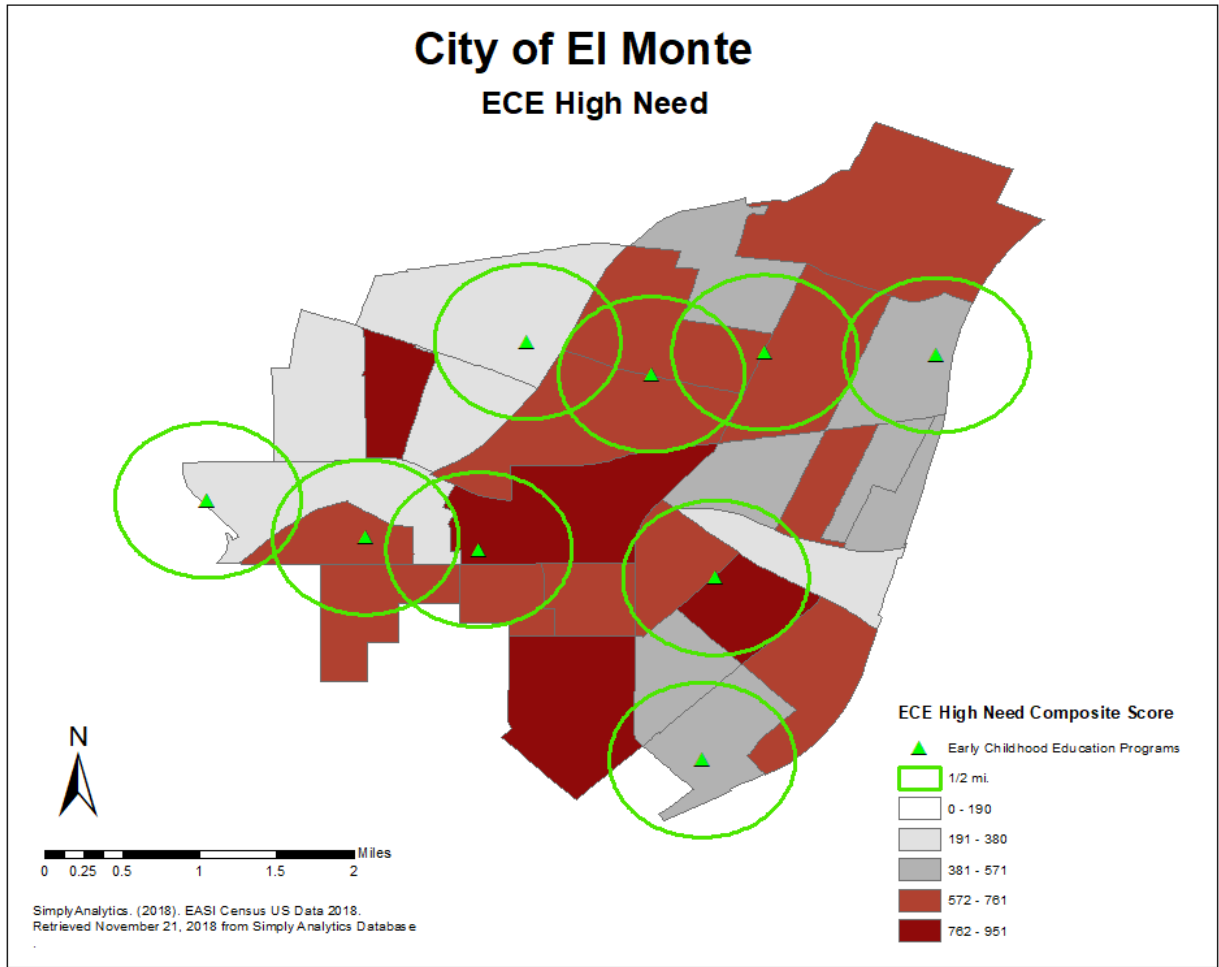 City of El Monte
ECE High Need
N
Miles
0 0.25 0.5 1 1.5 2
SimplyAnalytics. (2018). EASI Census US Data 2018.
Retrieved November 21, 2018 from Simply Analytics Database
.
ECE High Need Composite Score
Early Childhood Education Programs
1/2 mi.
0 - 190
191 - 380
381 - 571
572 - 761
762 - 951